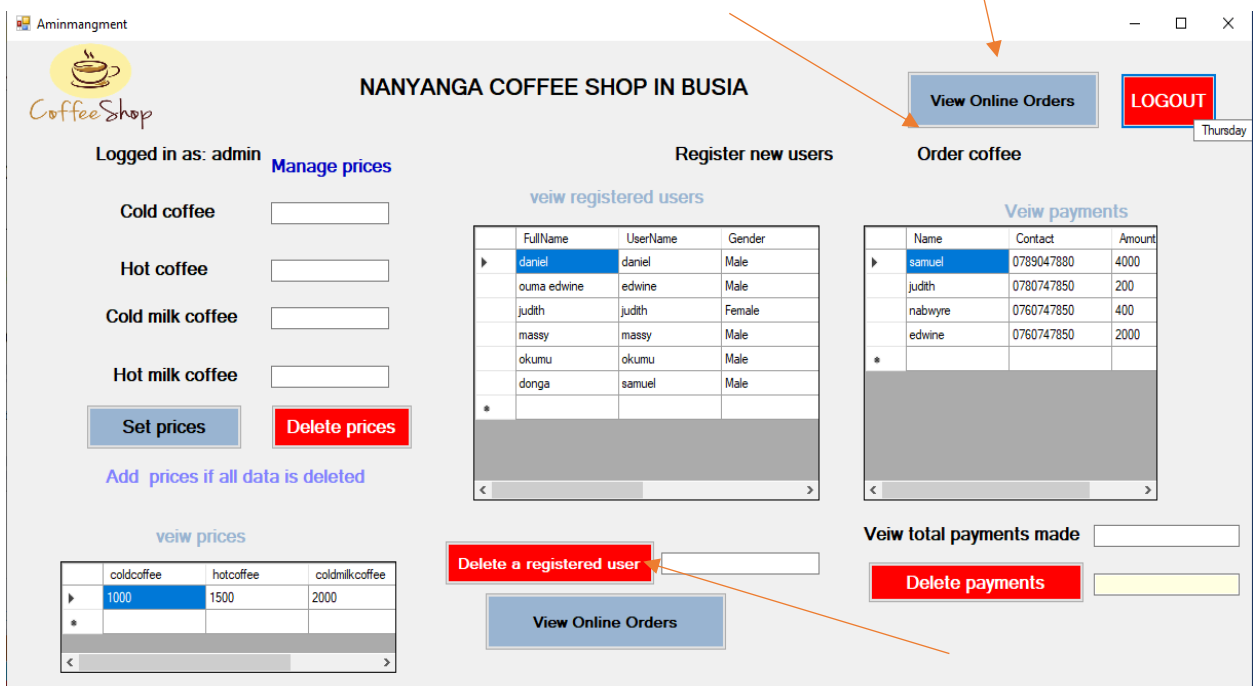 Aminmangment
CoffeeShop
NANYANGA COFFEE SHOP IN BUSIA
View Online Orders
LOGOUT
Thursday
Logged in as: admin
Manage prices
Register new users
Order coffee
Cold coffee
Hot coffee
Cold milk coffee
Hot milk coffee
Set prices
Delete prices
Add prices if all data is deleted
veiw prices
coldcoffee hotcoffee coldmilkcoffee
1000 1500 2000
veiw registered users
FullName UserName Gender
daniel daniel Male
ouma edwine edwine Male
judith judith Female
massy massy Male
okumu okumu Male
donga samuel Male
Delete a registered user
View Online Orders
Veiw payments
Name Contact Amount
samuel 0789047880 4000
judith 0780747850 200
nabwyre 0760747850 400
edwine 0760747850 2000
Veiw total payments made
Delete payments